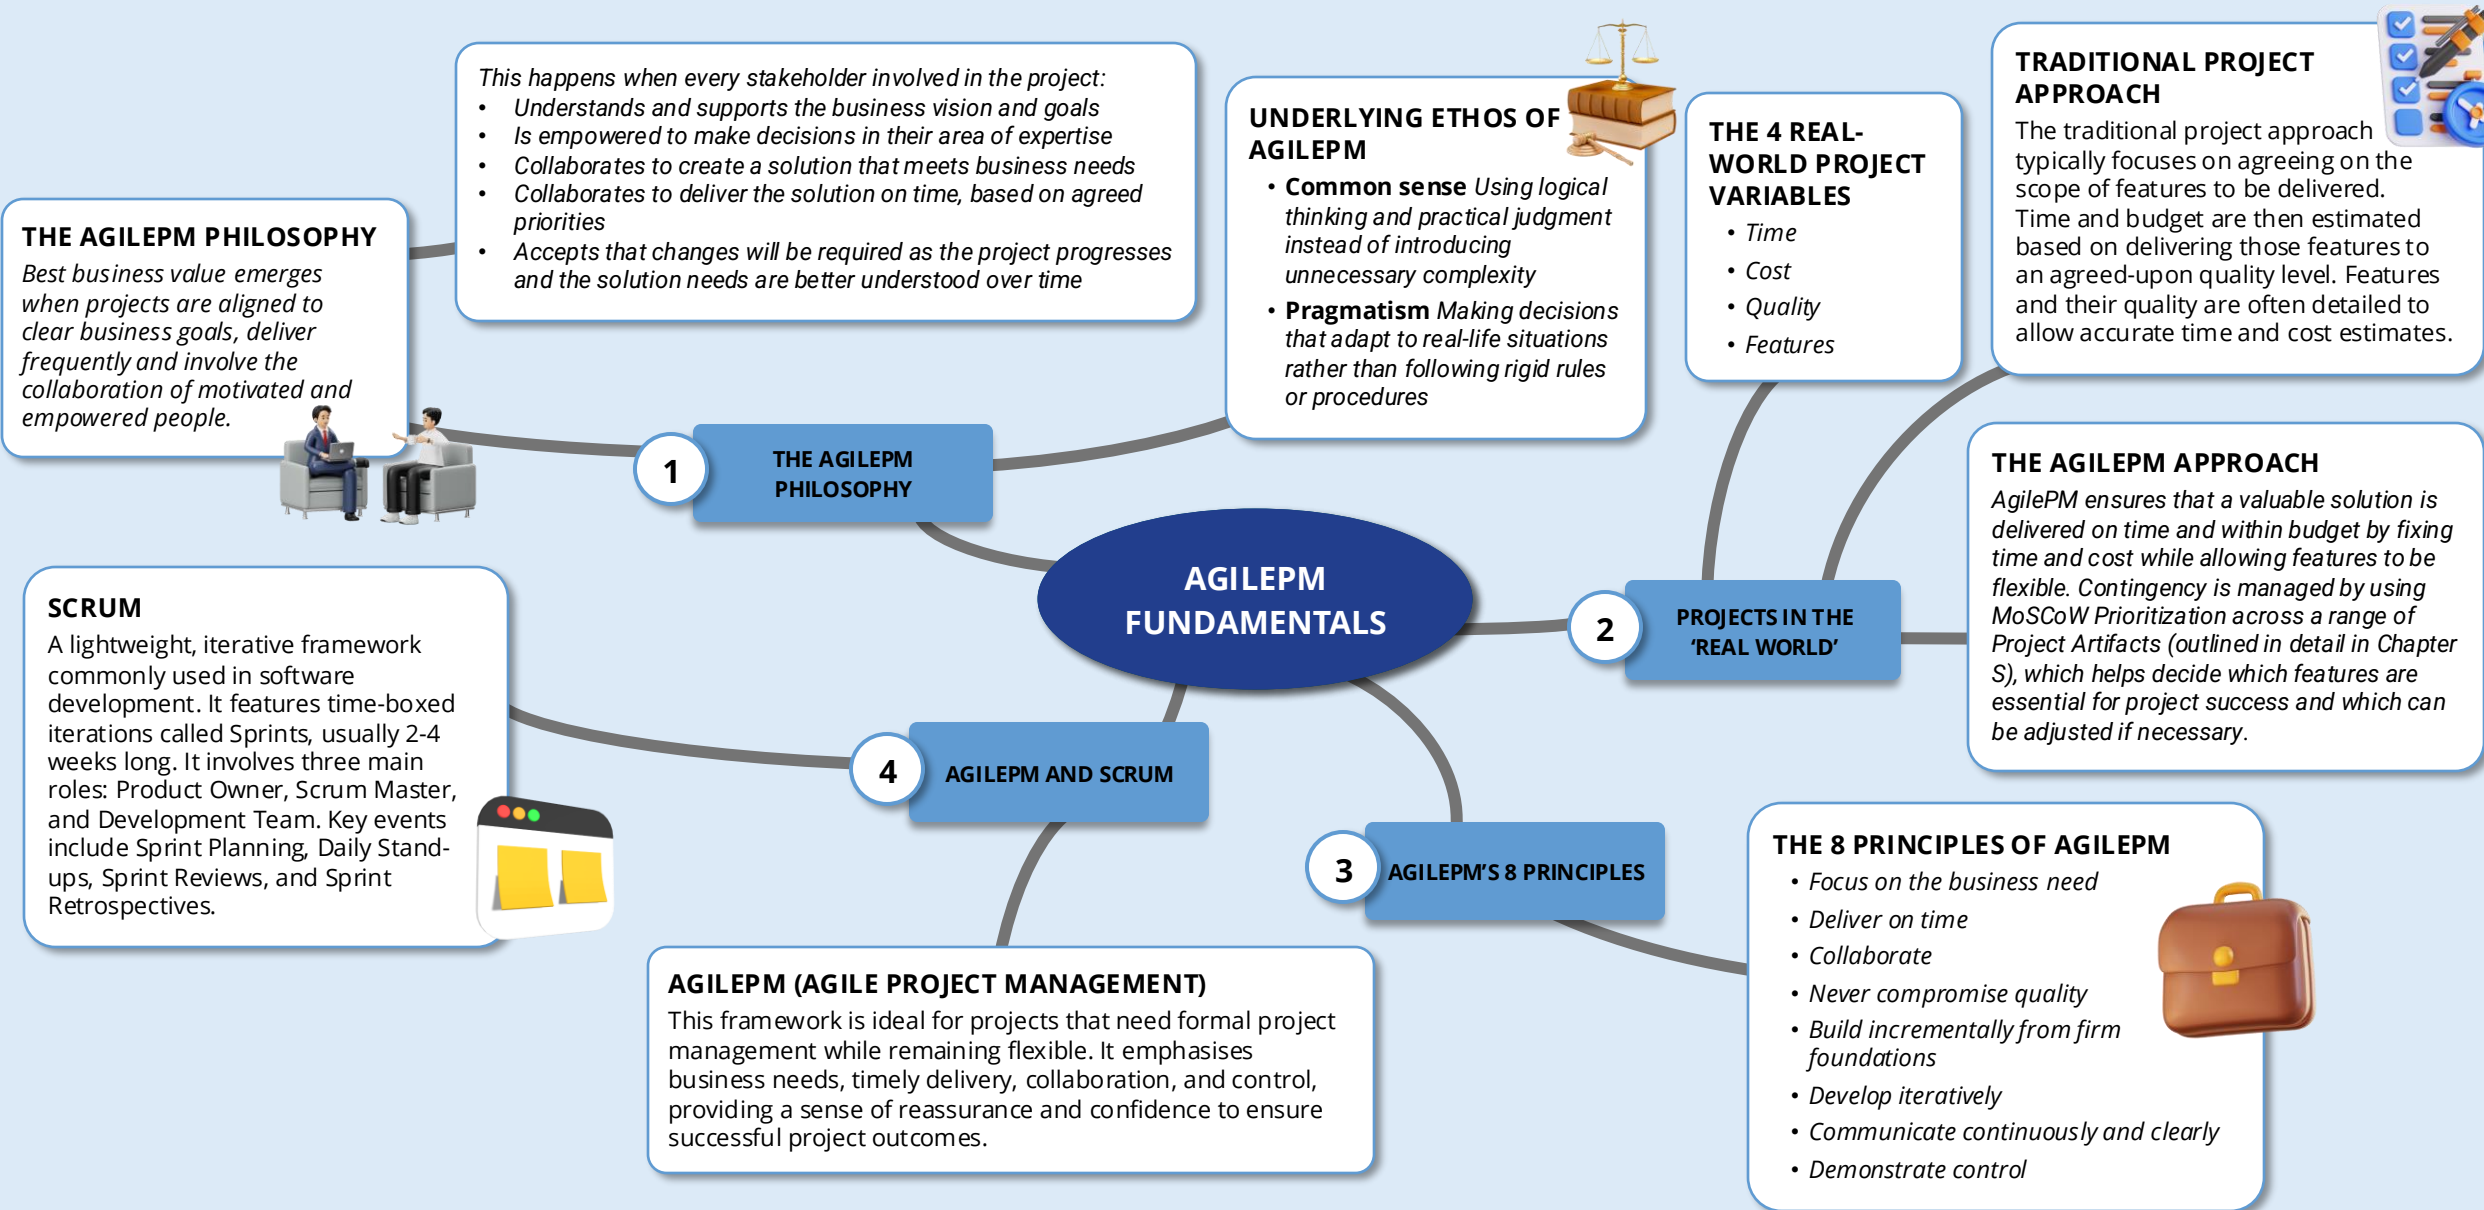 THE AGILEPM PHILOSOPHY
Best business value emerges
when projects are aligned to
clear business goals, deliver
frequently and involve the
collaboration of motivated and
empowered people.
This happens when every stakeholder involved in the project:
• Understands and supports the business vision and goals
• Is empowered to make decisions in their area of expertise
• Collaborates to create a solution that meets business needs
• Collaborates to deliver the solution on time, based on agreed
priorities
• Accepts that changes will be required as the project progresses
and the solution needs are better understood over time
UNDERLYING ETHOS OF
AGILEPM
• Common sense Using logical
thinking and practical judgment
instead of introducing
unnecessary complexity
• Pragmatism Making decisions
that adapt to real-life situations
rather than following rigid rules
or procedures
THE 4 REAL-
WORLD PROJECT
VARIABLES
• Time
• Cost
• Quality
• Features
TRADITIONAL PROJECT
APPROACH
The traditional project approach
typically focuses on agreeing on the
scope of features to be delivered.
Time and budget are then estimated
based on delivering those features to
an agreed-upon quality level. Features
and their quality are often detailed to
allow accurate time and cost estimates.
1
THE AGILEPM
PHILOSOPHY
AGILEPM
FUNDAMENTALS
2
PROJECTS IN THE
‘REAL WORLD’
THE AGILEPM APPROACH
AgilePM ensures that a valuable solution is
delivered on time and within budget by fixing
time and cost while allowing features to be
flexible. Contingency is managed by using
MoSCoW Prioritization across a range of
Project Artifacts (outlined in detail in Chapter
S), which helps decide which features are
essential for project success and which can
be adjusted if necessary.
SCRUM
A lightweight, iterative framework
commonly used in software
development. It features time-boxed
iterations called Sprints, usually 2-4
weeks long. It involves three main
roles: Product Owner, Scrum Master,
and Development Team. Key events
include Sprint Planning, Daily Stand-
ups, Sprint Reviews, and Sprint
Retrospectives.
4
AGILEPM AND SCRUM
3
AGILEPM’S 8 PRINCIPLES
AGILEPM (AGILE PROJECT MANAGEMENT)
This framework is ideal for projects that need formal project
management while remaining flexible. It emphasises
business needs, timely delivery, collaboration, and control,
providing a sense of reassurance and confidence to ensure
successful project outcomes.
THE 8 PRINCIPLES OF AGILEPM
• Focus on the business need
• Deliver on time
• Collaborate
• Never compromise quality
• Build incrementally from firm
foundations
• Develop iteratively
• Communicate continuously and clearly
• Demonstrate control